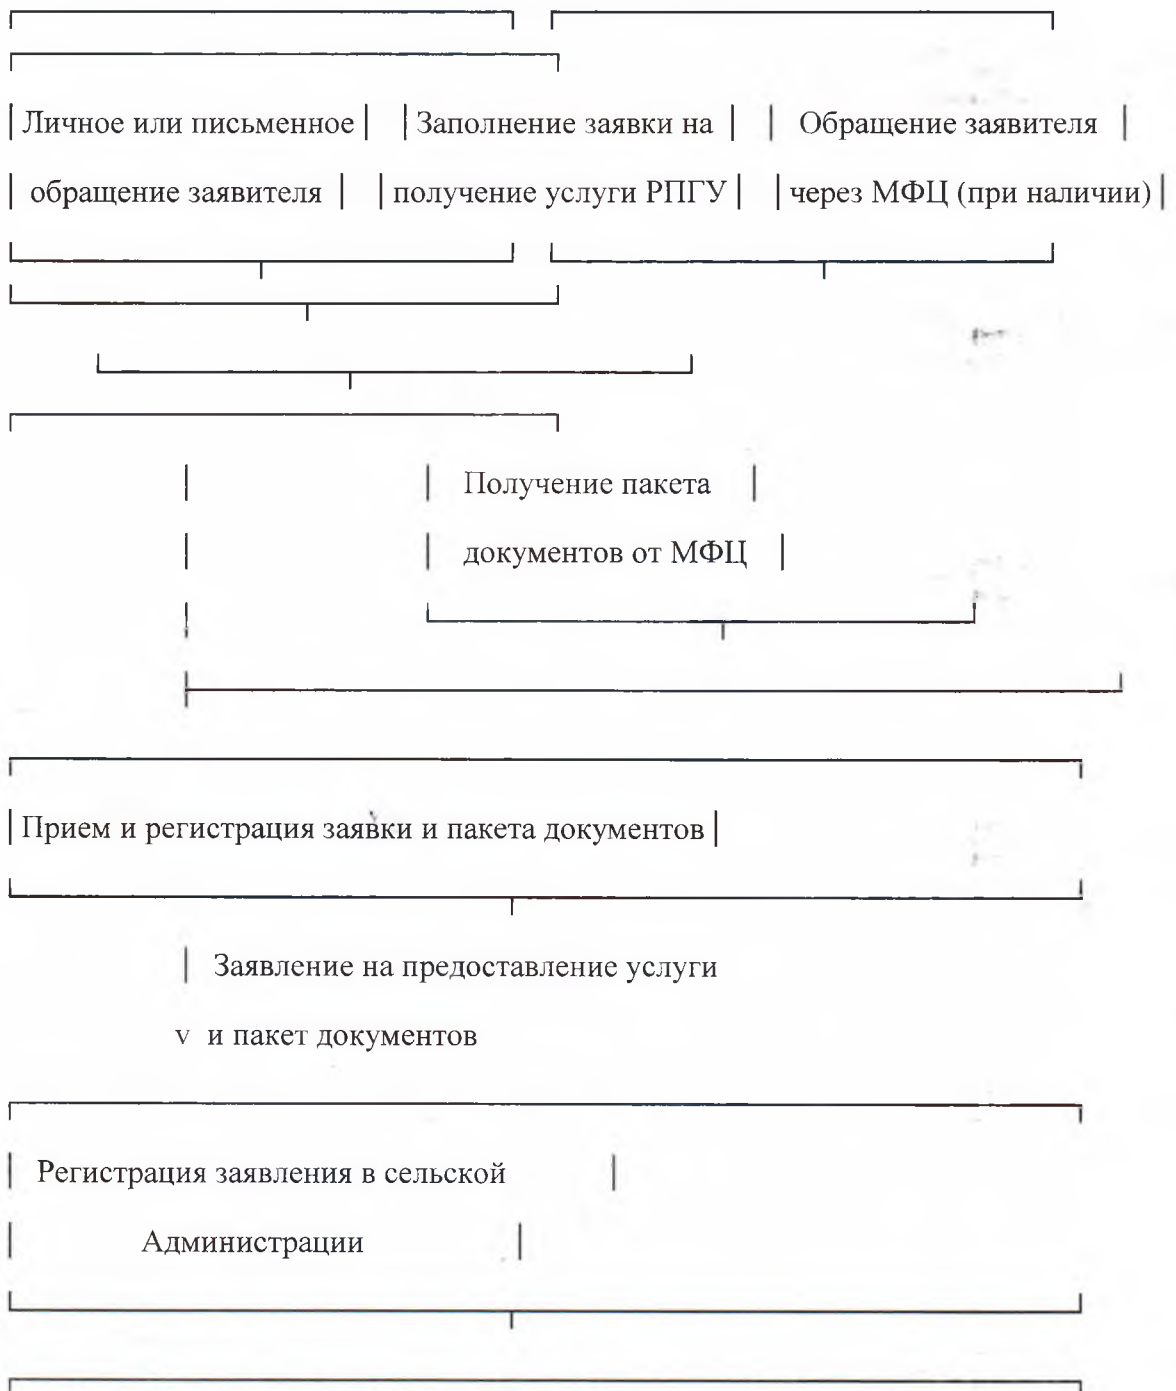 Личное или письменное Заполнение заявки на Обращение заявителя
обращение заявителя получение услуги РПГУ через МФЦ (при наличии)
Получение пакета
документов от МФЦ
Прием и регистрация заявки и пакета документов
Заявление на предоставление услуги
v и пакет документов
Регистрация заявления в сельской
Администрации